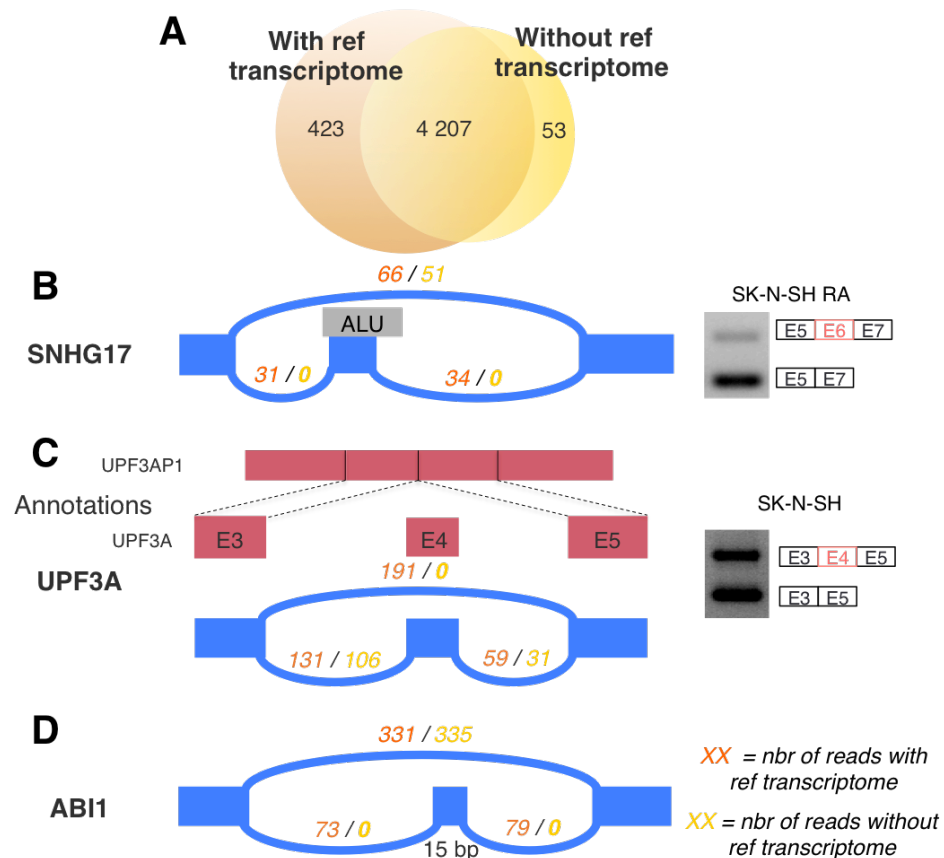 A
With ref
transcriptome
Without ref
transcriptome
423
4 207
53
B
SNHG17
66 / 51
ALU
31 / 0
34 / 0
SK-N-SH RA
E5 E6 E7
E5 E7
C
UPF3AP1
Annotations
UPF3A
E3 E4 E5
UPF3A
191 / 0
131 / 106
59 / 31
SK-N-SH
E3 E4 E5
E3 E5
D
ABI1
331 / 335
73 / 0
79 / 0
15 bp
XX = nbr of reads with
ref transcriptome
XX = nbr of reads without
ref transcriptome